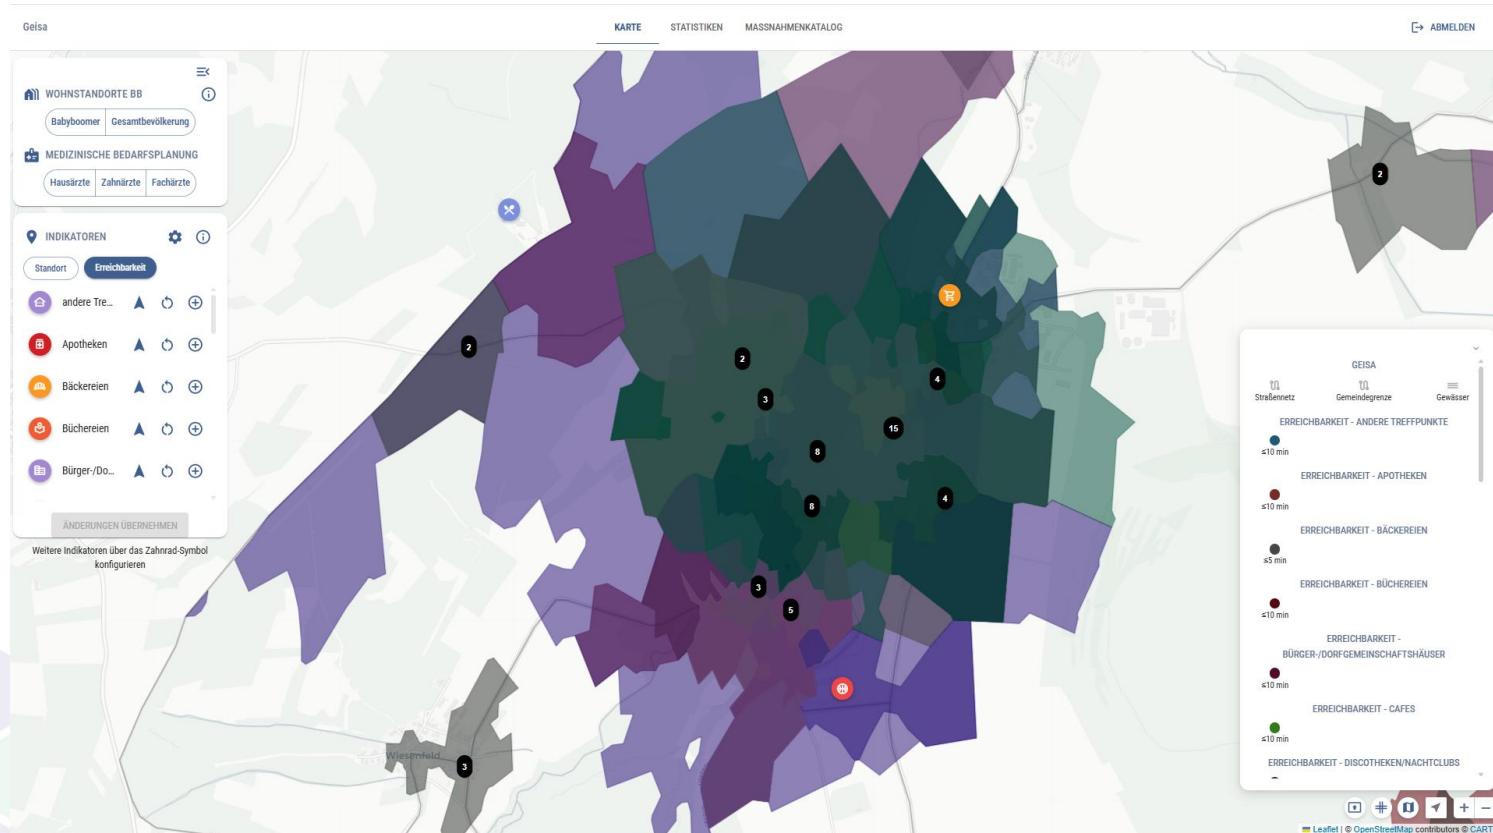 Geisa
KARTE
STATISTIKEN
MASSNAHMENKATALOG
ABMELDEN
WOHNSTANDORTE BB
Babyboomer
Gesamtbevölkerung
MEDIZINISCHE BEDARFSPLANUNG
Hausärzte
Zahnärzte
Fachärzte
INDIKATOREN
Standort
Erreichbarkeit
andere Tre...
Apotheken
Bäckereien
Büchereien
Bürger-/Do...
ÄNDERUNGEN ÜBERNEHMEN
Weitere Indikatoren über das Zahnrad-Symbol
konfigurieren
2
2
2
3
4
15
8
8
4
3
5
3
Wiesenfeld
GEISA
Straßennetz
Gemeindegrenze
Gewässer
ERREICHBARKEIT - ANDERE TREFFPUNKTE
≤10 min
ERREICHBARKEIT - APOTHEKEN
≤10 min
ERREICHBARKEIT - BÄCKEREIEN
≤5 min
ERREICHBARKEIT - BÜCHEREIEN
≤10 min
ERREICHBARKEIT -
BÜRGER-/DORFGEMEINSCHAFTSHÄUSER
≤10 min
ERREICHBARKEIT - CAFES
≤10 min
ERREICHBARKEIT - DISCOTHEKEN/NACHTCLUBS
Leaflet | © OpenStreetMap contributors © CART